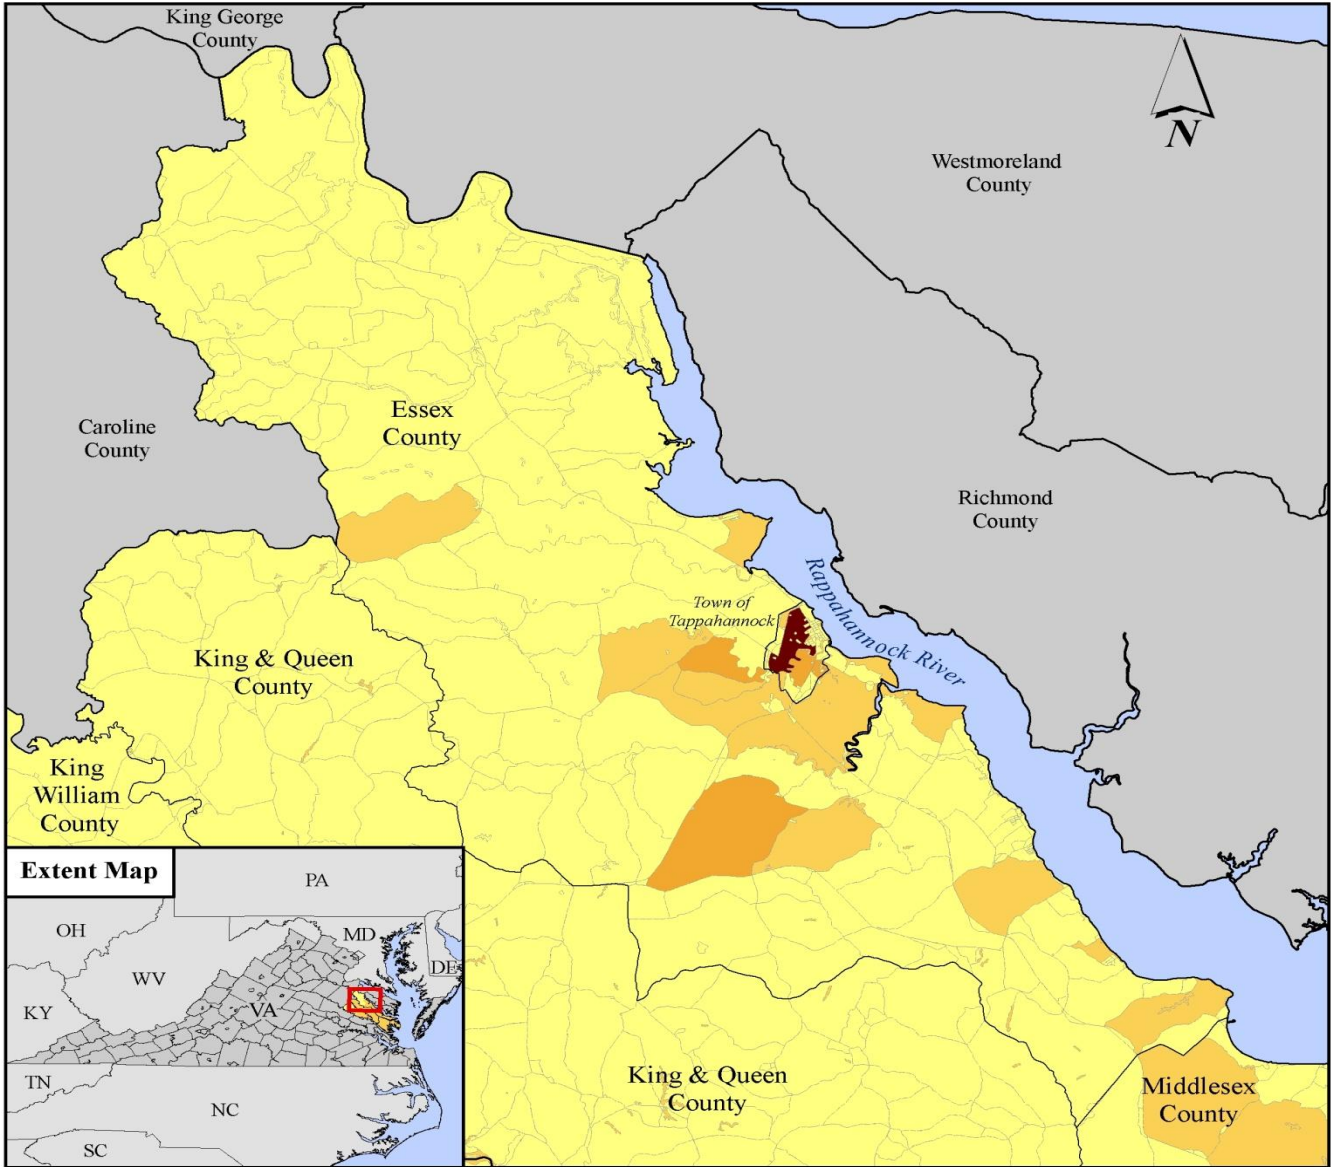 King George
County
N
Westmoreland
County
Essex
County
Caroline
County
Richmond
County
Rappahannock River
Town of
Tappahannock
King & Queen
County
King
William
County
Extent Map
PA
OH
MD
DE
WV
KY
VA
TN
NC
SC
King & Queen
County
Middlesex
County